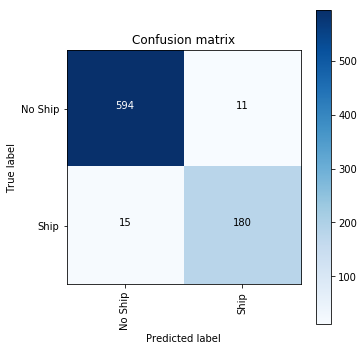 Confusion matrix
True label
No Ship
594
11
Ship
15
180
No Ship
Ship
Predicted label
500
400
300
200
100